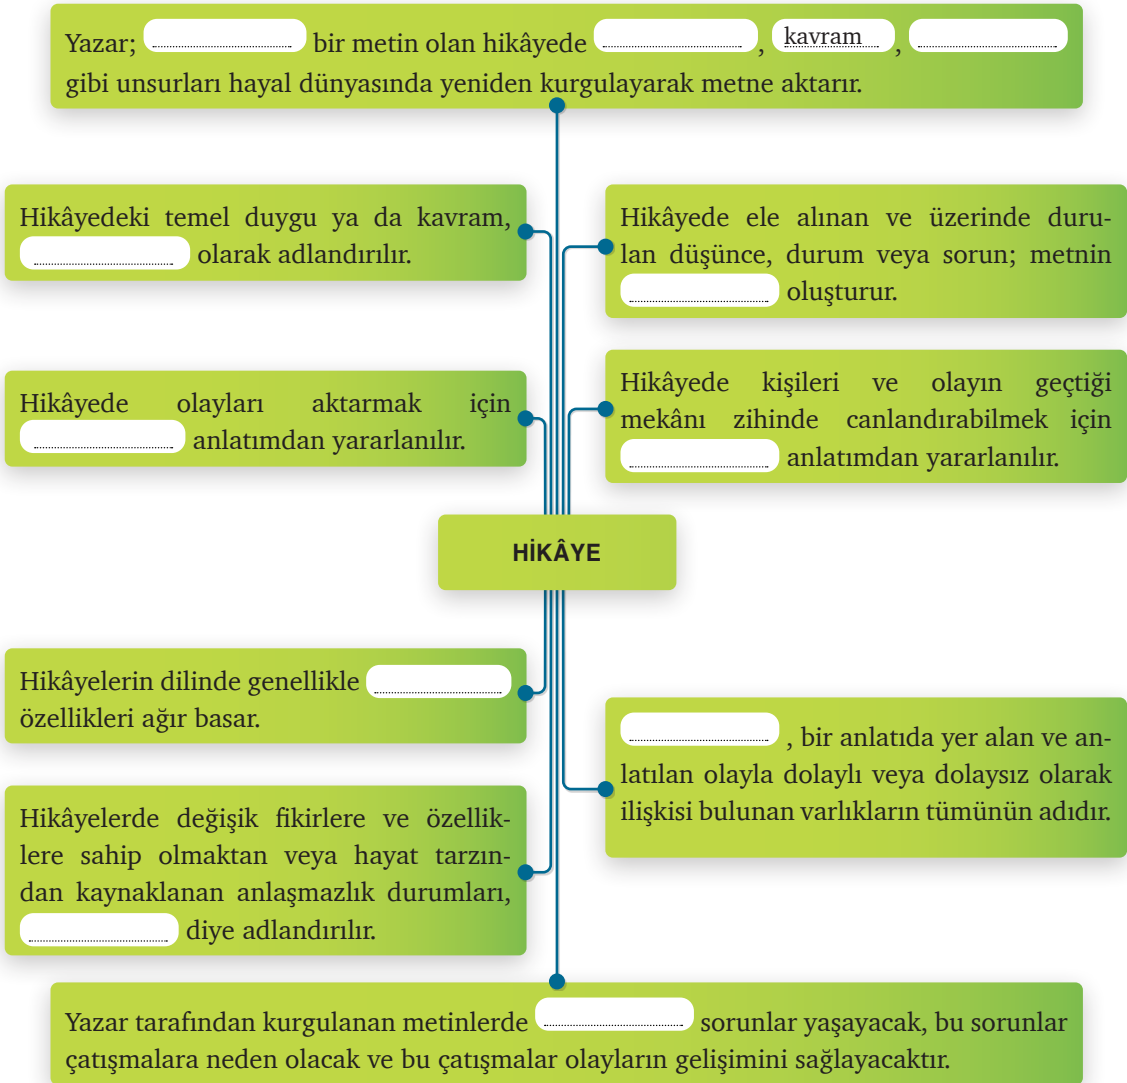 Yazar; .................... bir metin olan hikâyede ...................., kavram, ....................
gibi unsurları hayal dünyasında yeniden kurgulayarak metne aktarır.
Hikâyedeki temel duygu ya da kavram,
.................... olarak adlandırılır.
Hikâyede ele alınan ve üzerinde duru-
lan düşünce, durum veya sorun; metnin
.................... oluşturur.
Hikâyede olayları aktarmak için
.................... anlatımdan yararlanılır.
Hikâyede kişileri ve olayın geçtiği
mekânı zihinde canlandırabilmek için
.................... anlatımdan yararlanılır.
HİKÂYE
Hikâyelerin dilinde genellikle ....................
özellikleri ağır basar.
.................... , bir anlatıda yer alan ve an-
latılan olayla dolaylı veya dolaysız olarak
ilişkisi bulunan varlıkların tümünün adıdır.
Hikâyelerde değişik fikirlere ve özellik-
lere sahip olmaktan veya hayat tarzın-
dan kaynaklanan anlaşmazlık durumları,
.................... diye adlandırılır.
Yazar tarafından kurgulanan metinlerde .................... sorunlar yaşayacak, bu sorunlar
çatışmalara neden olacak ve bu çatışmalar olayların gelişimini sağlayacaktır.